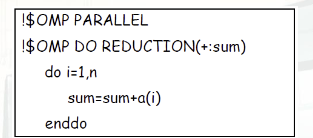 !$OMP PARALLEL
!$OMP DO REDUCTION(+:sum)
do i=1,n
sum=sum+a(i)
enddo